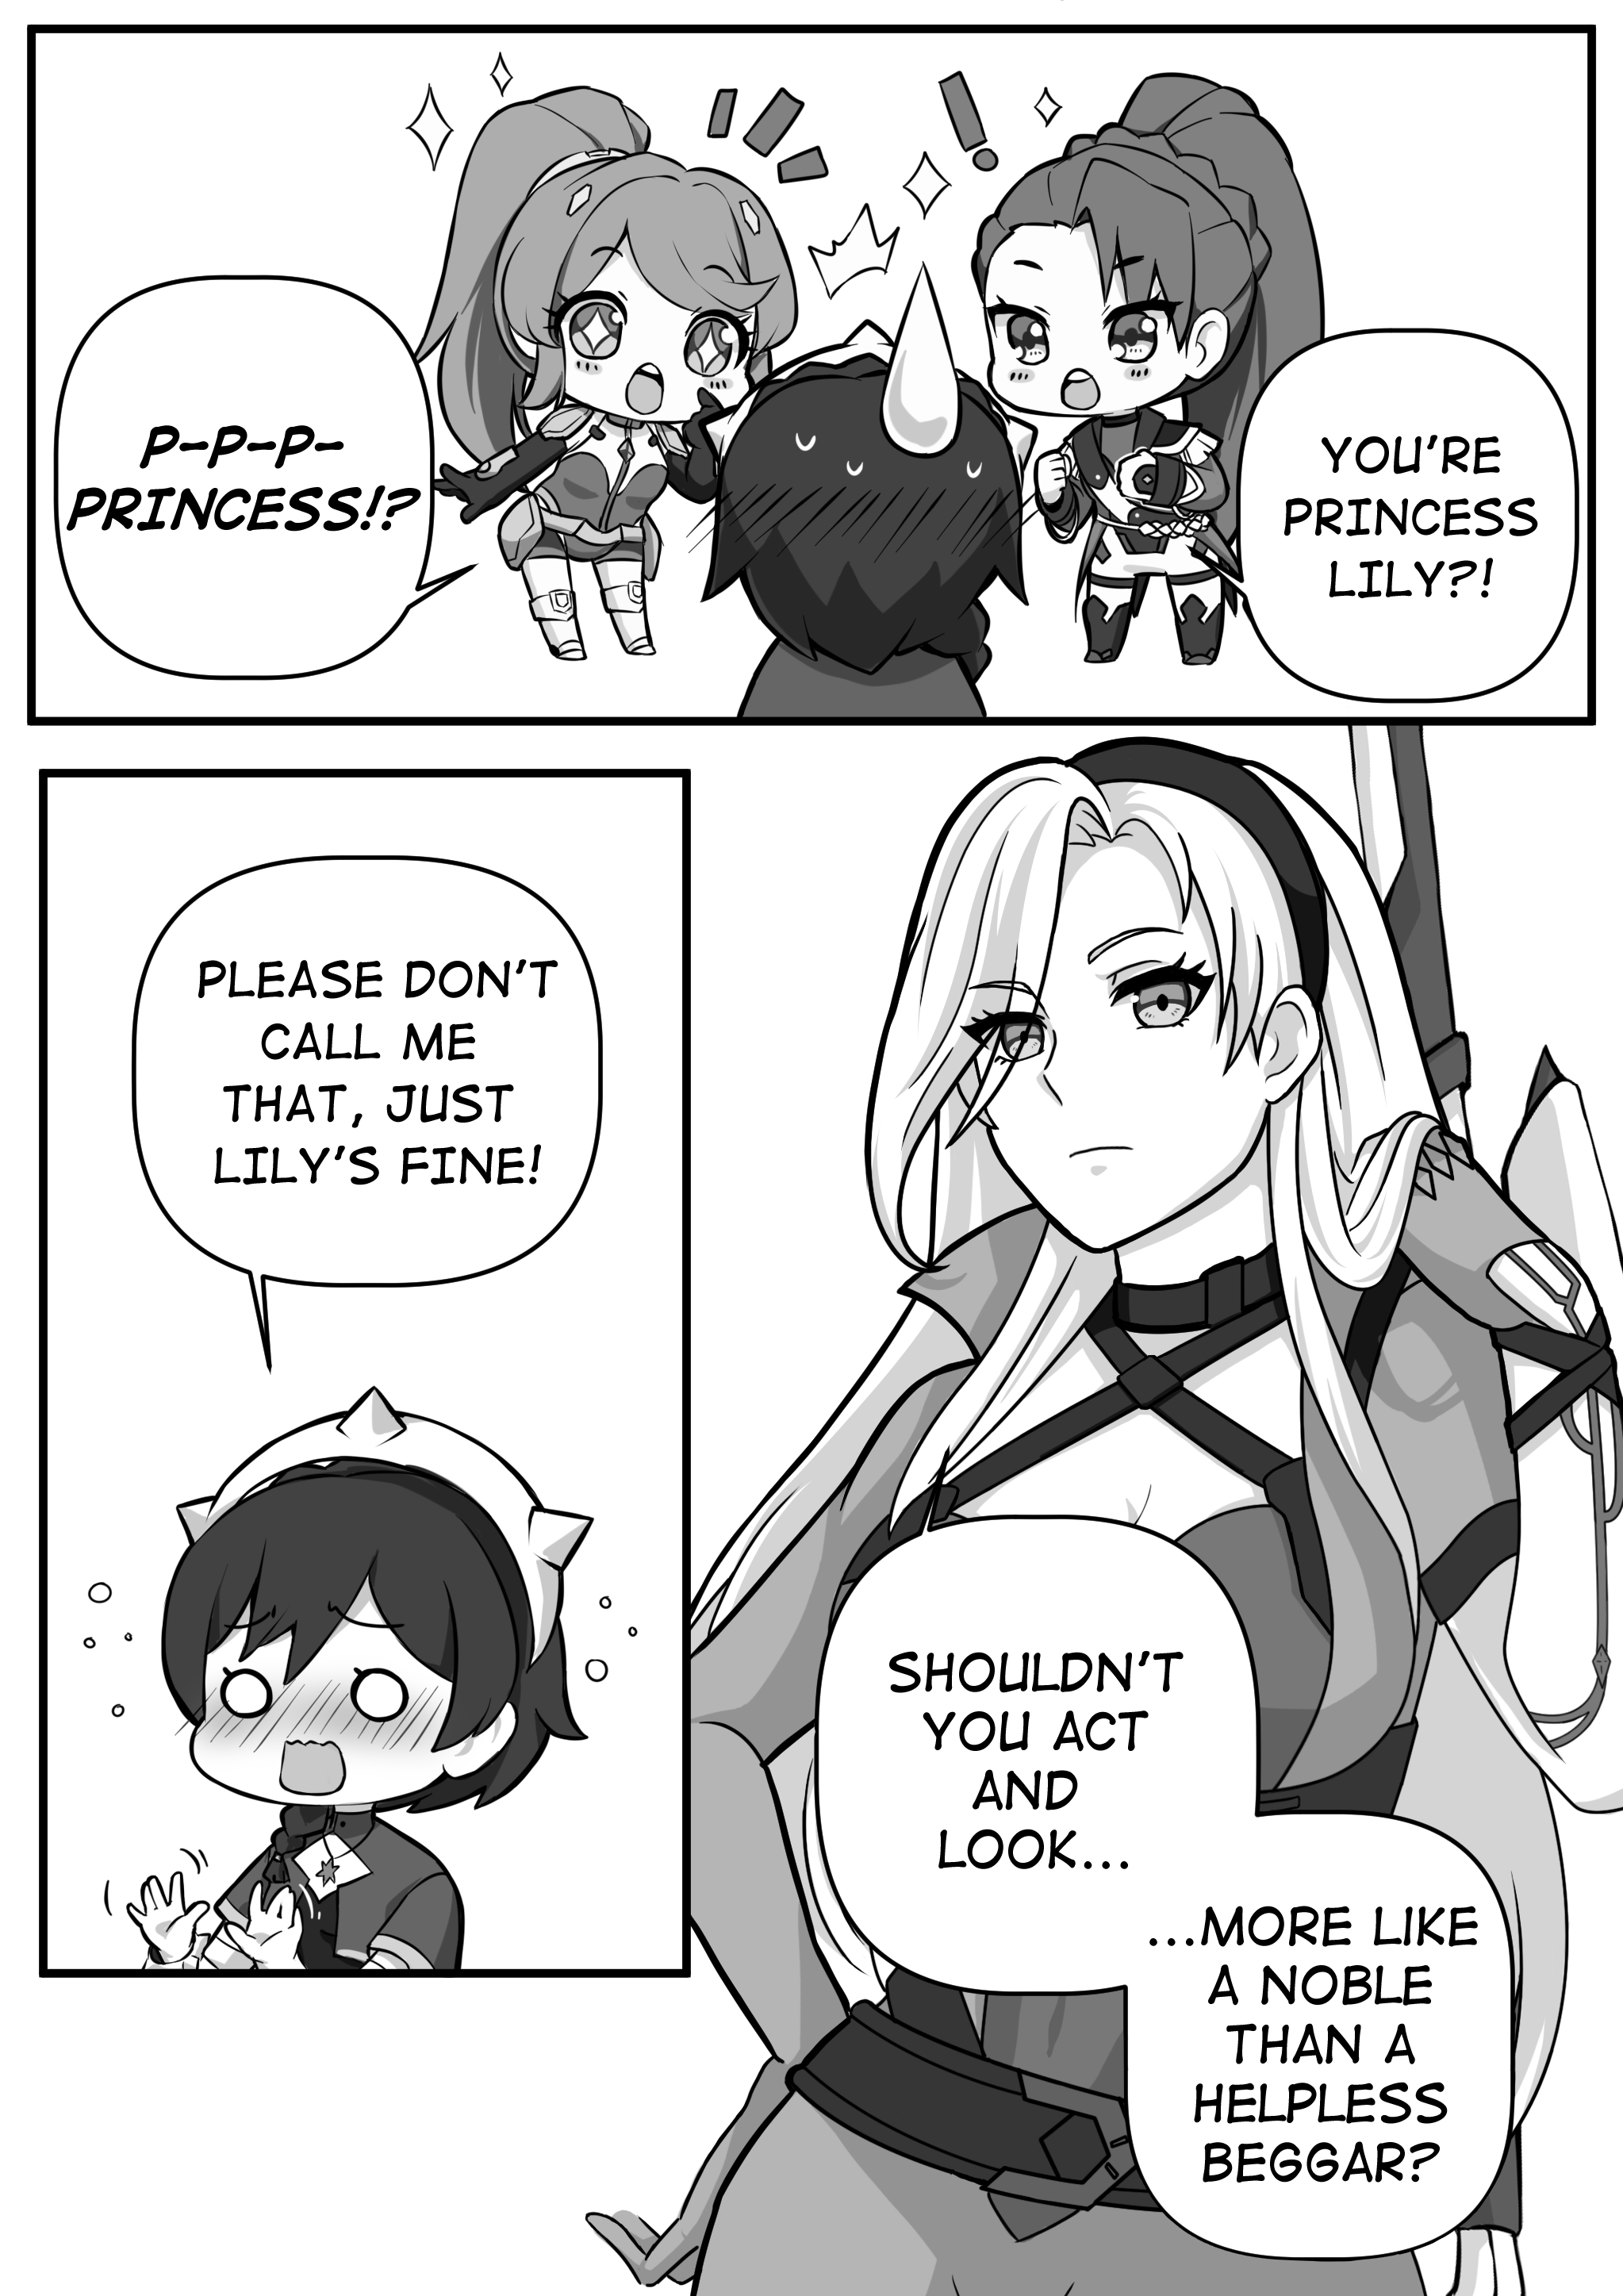 P-P-P-
PRINCESS!?
YOU'RE
PRINCESS
LILY?!
PLEASE DON'T
CALL ME
THAT, JUST
LILY'S FINE!
SHOULDN'T
YOU ACT
AND
LOOK...
...MORE LIKE
A NOBLE
THAN A
HELPLESS
BEGGAR?